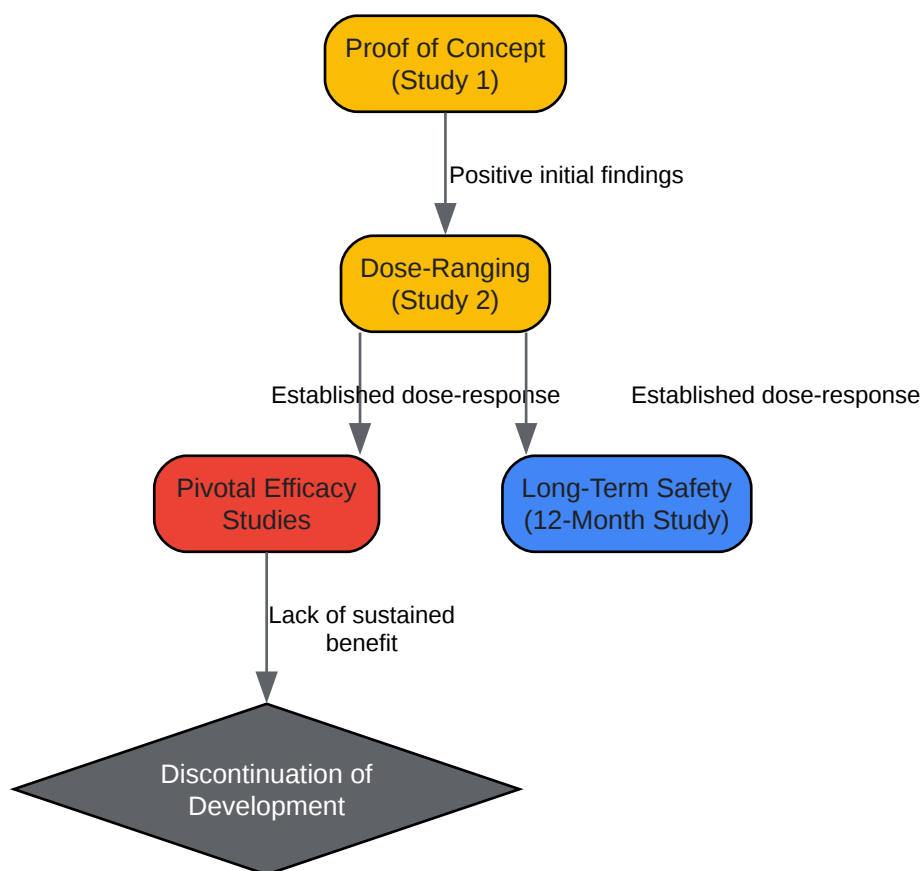 Proof of Concept
(Study 1)
Positive initial findings
Dose-Ranging
(Study 2)
Established dose-response
Established dose-response
Pivotal Efficacy
Studies
Long-Term Safety
(12-Month Study)
Lack of sustained
benefit
Discontinuation of
Development